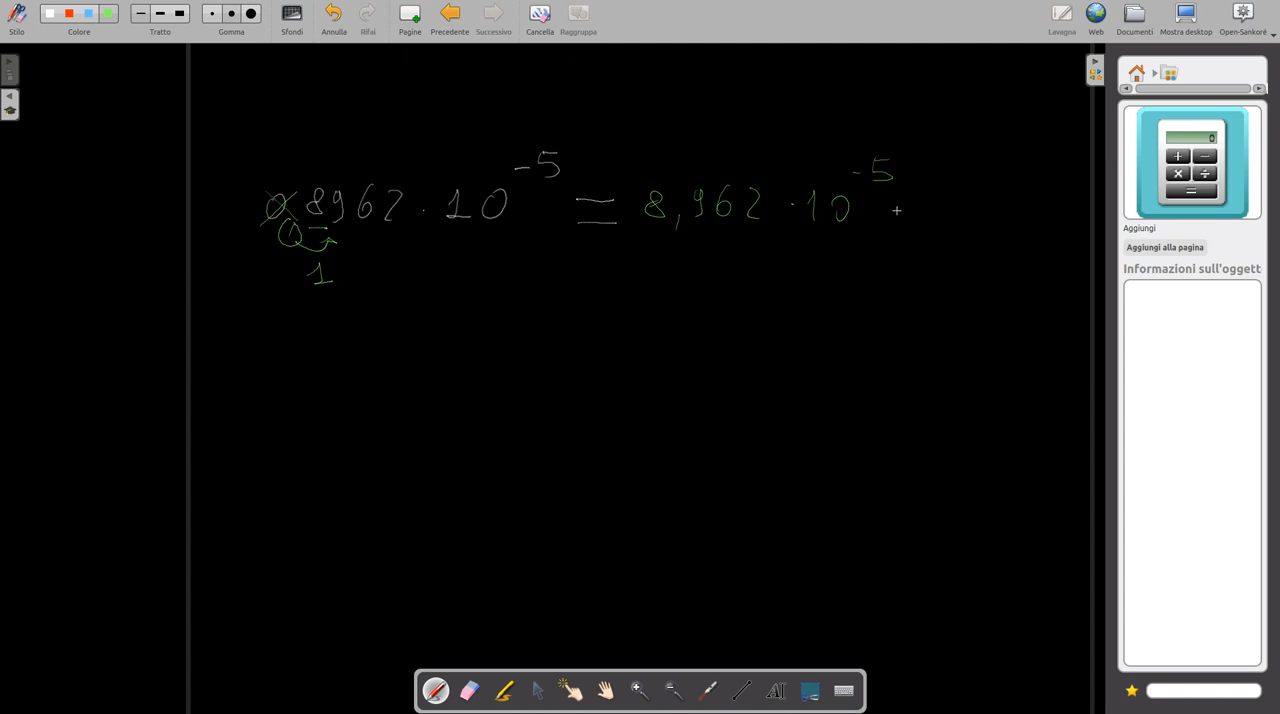 Stilo Colore Tratto Gomma Sfondi Annulla Rifai Pagine Precedente Successivo Cancella Raggruppa Lavagna Web Documenti Mostra desktop Open-Sankoré
0,8962 · 10^-5 = 8,962 · 10^-5
1
0
Aggiungi
Aggiungi alla pagina
Informazioni sull'oggett